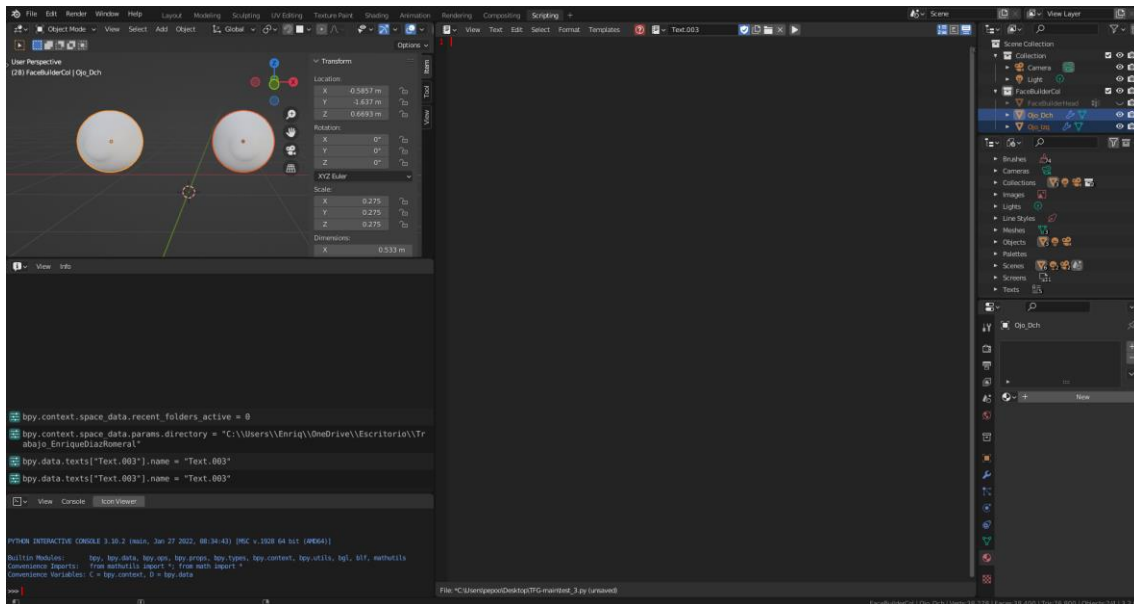 File Edit Render Window Help Layout Modeling Sculpting UV Editing Texture Paint Shading Animation Rendering Compositing Scripting + Scene View Layer
Object Mode View Select Add Object Global
Options
User Perspective
(28) FaceBuilderCol | Ojo_Dch
Transform
Location:
X -0.5857 m
Y -1.637 m
Z 0.6693 m
Rotation:
X 0°
Y 0°
Z 0°
XYZ Euler
Scale:
X 0.275
Y 0.275
Z 0.275
Dimensions:
X 0.533 m
Item
Tool
View
View Info
bpy.context.space_data.recent_folders_active = 0
bpy.context.space_data.params.directory = "C:\\Users\\Enriq\\OneDrive\\Escritorio\\Tr
abajo_EnriqueDiazRomeral"
bpy.data.texts["Text.003"].name = "Text.003"
bpy.data.texts["Text.003"].name = "Text.003"
View Console Icon Viewer
PYTHON INTERACTIVE CONSOLE 3.10.2 (main, Jan 27 2022, 08:34:43) [MSC v.1928 64 bit (AMD64)]
Builtin Modules: bpy, bpy.data, bpy.ops, bpy.props, bpy.types, bpy.context, bpy.utils, bgl, blf, mathutils
Convenience Imports: from mathutils import *; from math import *
Convenience Variables: C = bpy.context, D = bpy.data
>>>
View Text Edit Select Format Templates Text.003
1
File: *C:\Users\pepoo\Desktop\TFG-main\test_3.py (unsaved)
Scene Collection
Collection
Camera
Light
FaceBuilderCol
FaceBuilderHead
Ojo_Dch
Ojo_Izq
Brushes
Cameras
Collections
Images
Lights
Line Styles
Meshes
Objects
Palettes
Scenes
Screens
Texts
Ojo_Dch
New